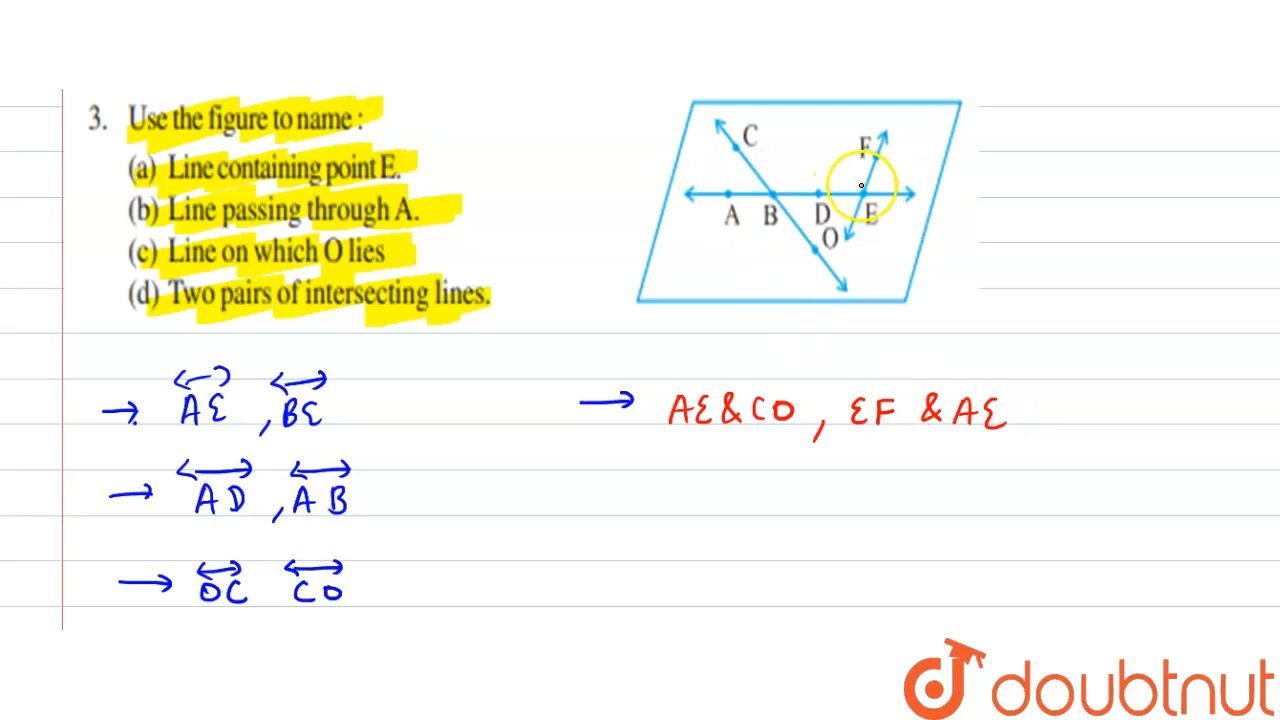 3. Use the figure to name :
(a) Line containing point E.
(b) Line passing through A.
(c) Line on which O lies
(d) Two pairs of intersecting lines.
C
F
A B D E
O
→ AE , BE
→ AD , AB
→ OC CO
→ AE & CO , EF & AE
doubtnut